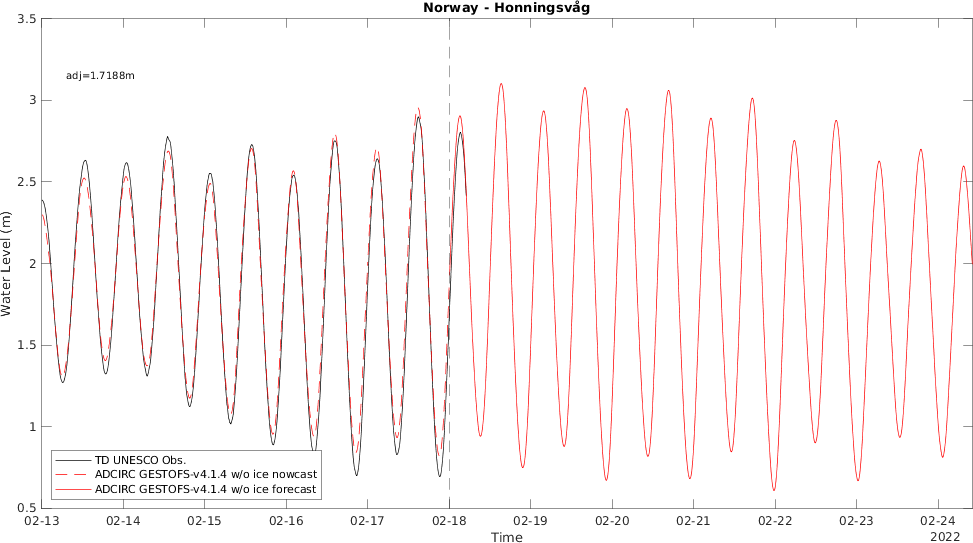 Norway - Honningsvåg
adj=1.7188m
3.5
3
2.5
2
1.5
1
0.5
Water Level (m)
TD UNESCO Obs.
ADCIRC GESTOFS-v4.1.4 w/o ice nowcast
ADCIRC GESTOFS-v4.1.4 w/o ice forecast
02-13 02-14 02-15 02-16 02-17 02-18 02-19 02-20 02-21 02-22 02-23 02-24
Time
2022